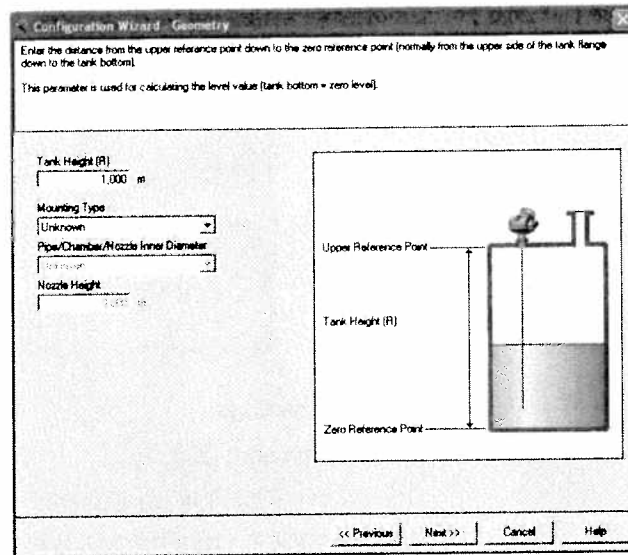 Configuration Wizard - Geometry
Enter the distance from the upper reference point down to the zero reference point (normally from the upper side of the tank flange
down to the tank bottom).
This parameter is used for calculating the level value (tank bottom = zero level).
Tank Height (R)
1,000 m
Mounting Type
Unknown
Pipe/Chamber/Nozzle Inner Diameter
Unknown
Nozzle Height
m
Upper Reference Point
Tank Height (R)
Zero Reference Point
<< Previous
Next >>
Cancel
Help